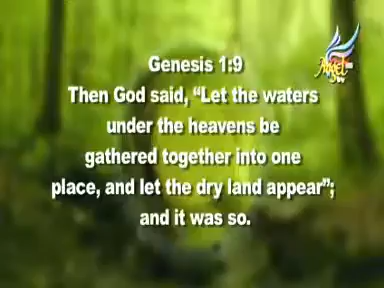 Genesis 1:9
Then God said, “Let the waters
under the heavens be
gathered together into one
place, and let the dry land appear”;
and it was so.
Angel